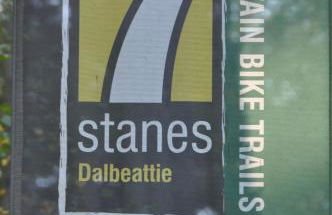 7
stanes
Dalbeattie
AIN BIKE TRAILS